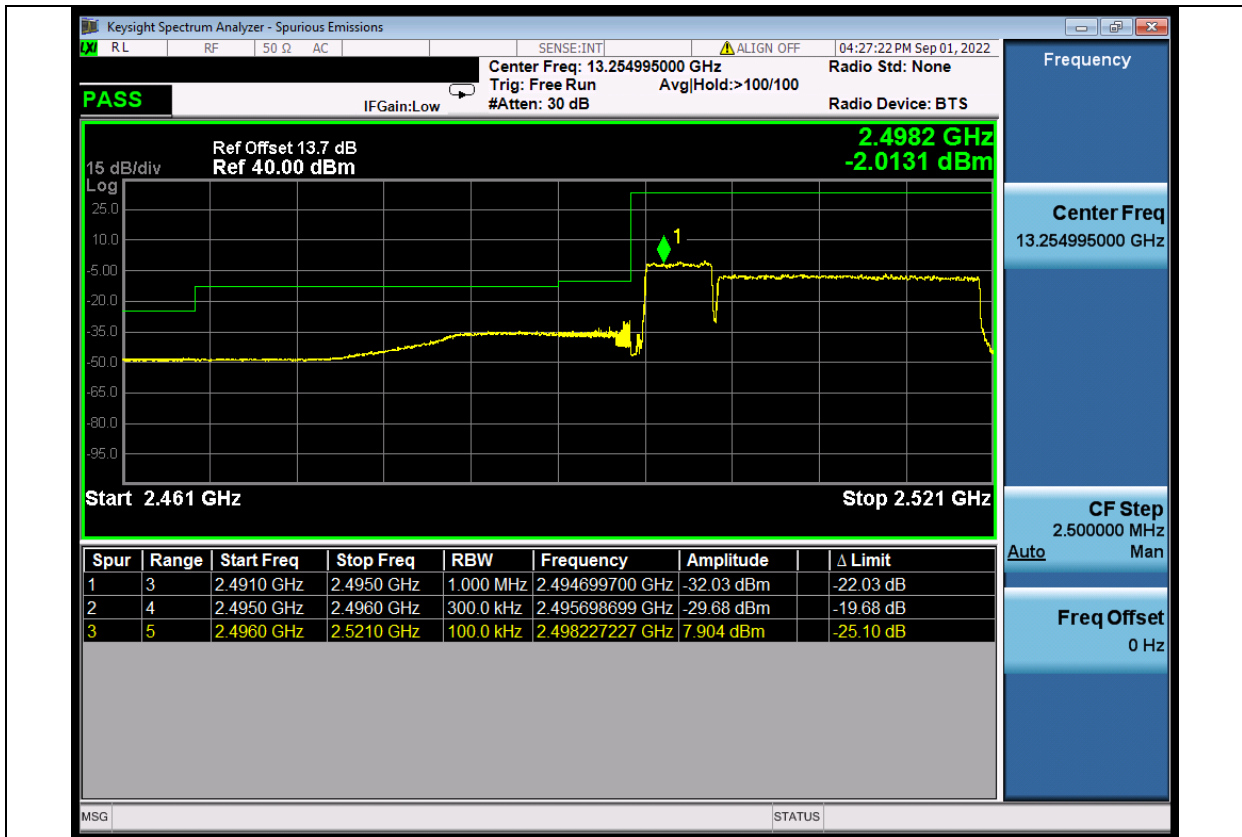 Keysight Spectrum Analyzer - Spurious Emissions
LXI RL RF 50 Ω AC SENSE:INT ALIGN OFF 04:27:22 PM Sep 01, 2022
Center Freq: 13.254995000 GHz Radio Std: None
Trig: Free Run Avg|Hold:>100/100
PASS IFGain:Low #Atten: 30 dB Radio Device: BTS
Frequency
Ref Offset 13.7 dB 2.4982 GHz
15 dB/div Ref 40.00 dBm -2.0131 dBm
Log
25.0
10.0
1
-5.00
-20.0
-35.0
-50.0
-65.0
-80.0
-95.0
Start 2.461 GHz Stop 2.521 GHz
Center Freq
13.254995000 GHz
CF Step
2.500000 MHz
Auto Man
Freq Offset
0 Hz
Spur Range Start Freq Stop Freq RBW Frequency Amplitude Δ Limit
1 3 2.4910 GHz 2.4950 GHz 1.000 MHz 2.494699700 GHz -32.03 dBm -22.03 dB
2 4 2.4950 GHz 2.4960 GHz 300.0 kHz 2.495698699 GHz -29.68 dBm -19.68 dB
3 5 2.4960 GHz 2.5210 GHz 100.0 kHz 2.498227227 GHz 7.904 dBm -25.10 dB
MSG STATUS